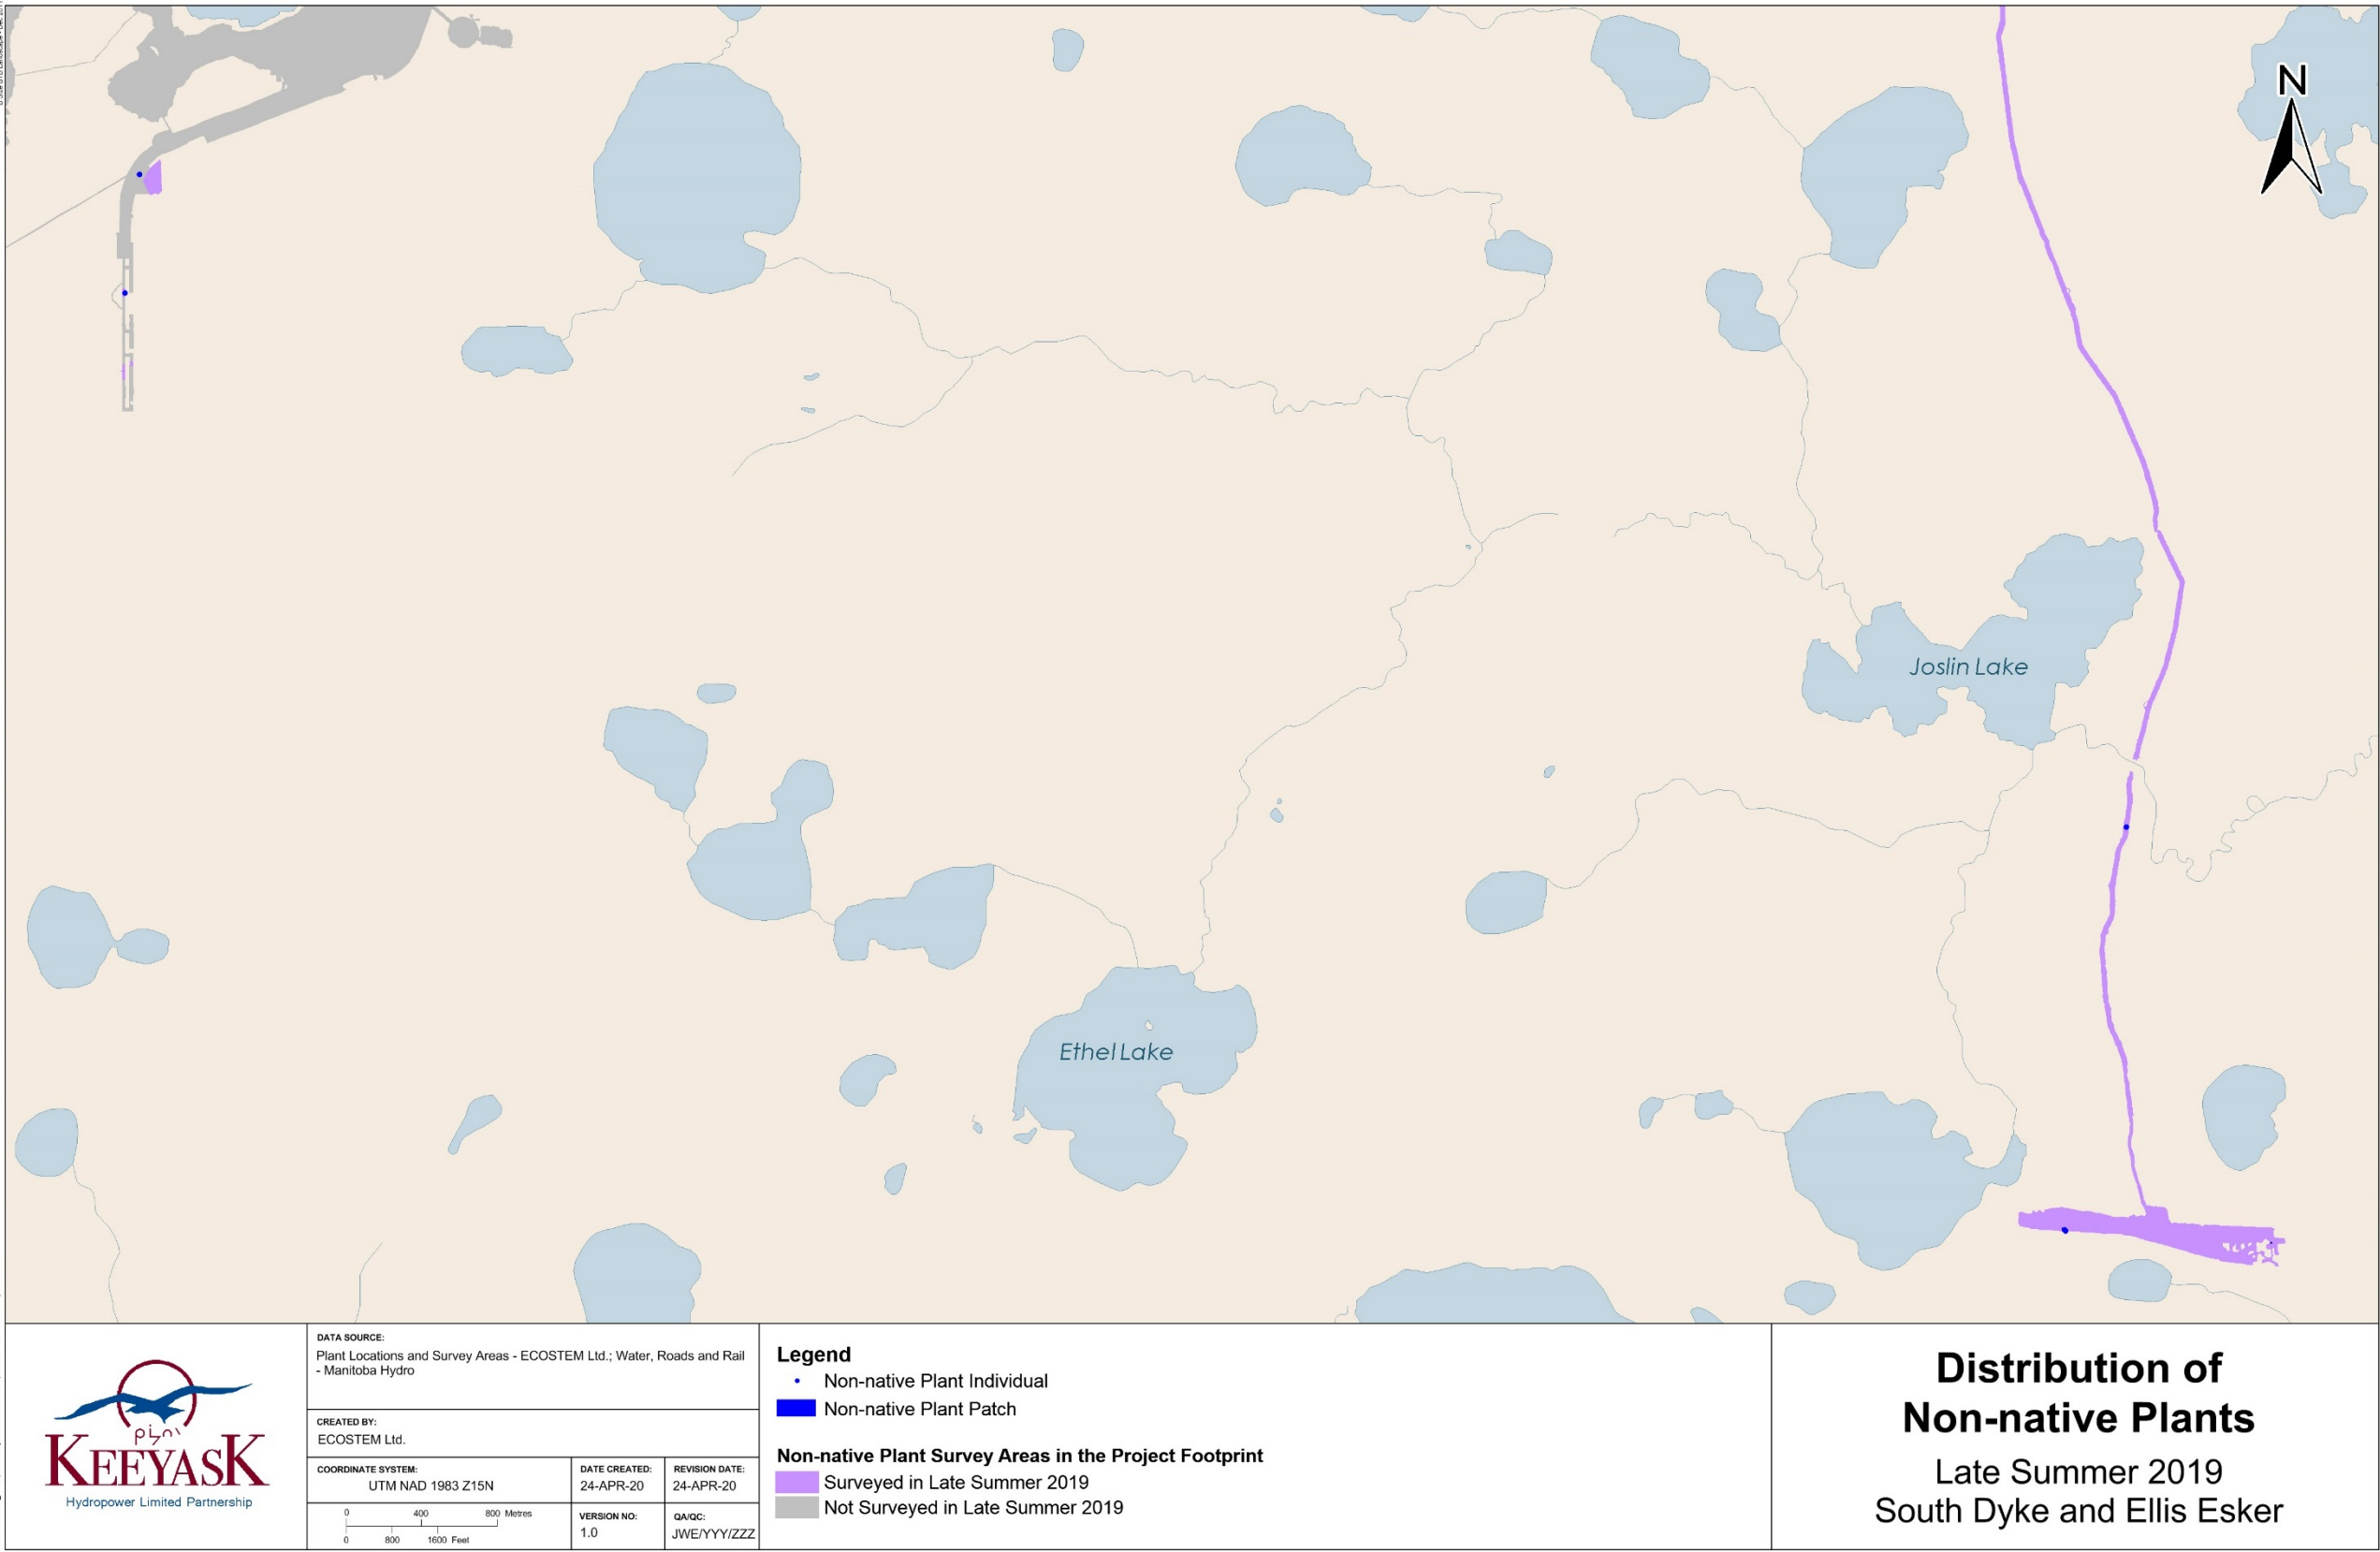 N
Joslin Lake
Ethel Lake
ᑭᔭᐢᐠ
KEEYASK
Hydropower Limited Partnership
DATA SOURCE:
Plant Locations and Survey Areas - ECOSTEM Ltd.; Water, Roads and Rail
- Manitoba Hydro
CREATED BY:
ECOSTEM Ltd.
COORDINATE SYSTEM:
UTM NAD 1983 Z15N
DATE CREATED:
24-APR-20
REVISION DATE:
24-APR-20
0 400 800 Metres
0 800 1600 Feet
VERSION NO:
1.0
QA/QC:
JWE/YYY/ZZZ
Legend
Non-native Plant Individual
Non-native Plant Patch
Non-native Plant Survey Areas in the Project Footprint
Surveyed in Late Summer 2019
Not Surveyed in Late Summer 2019
Distribution of
Non-native Plants
Late Summer 2019
South Dyke and Ellis Esker